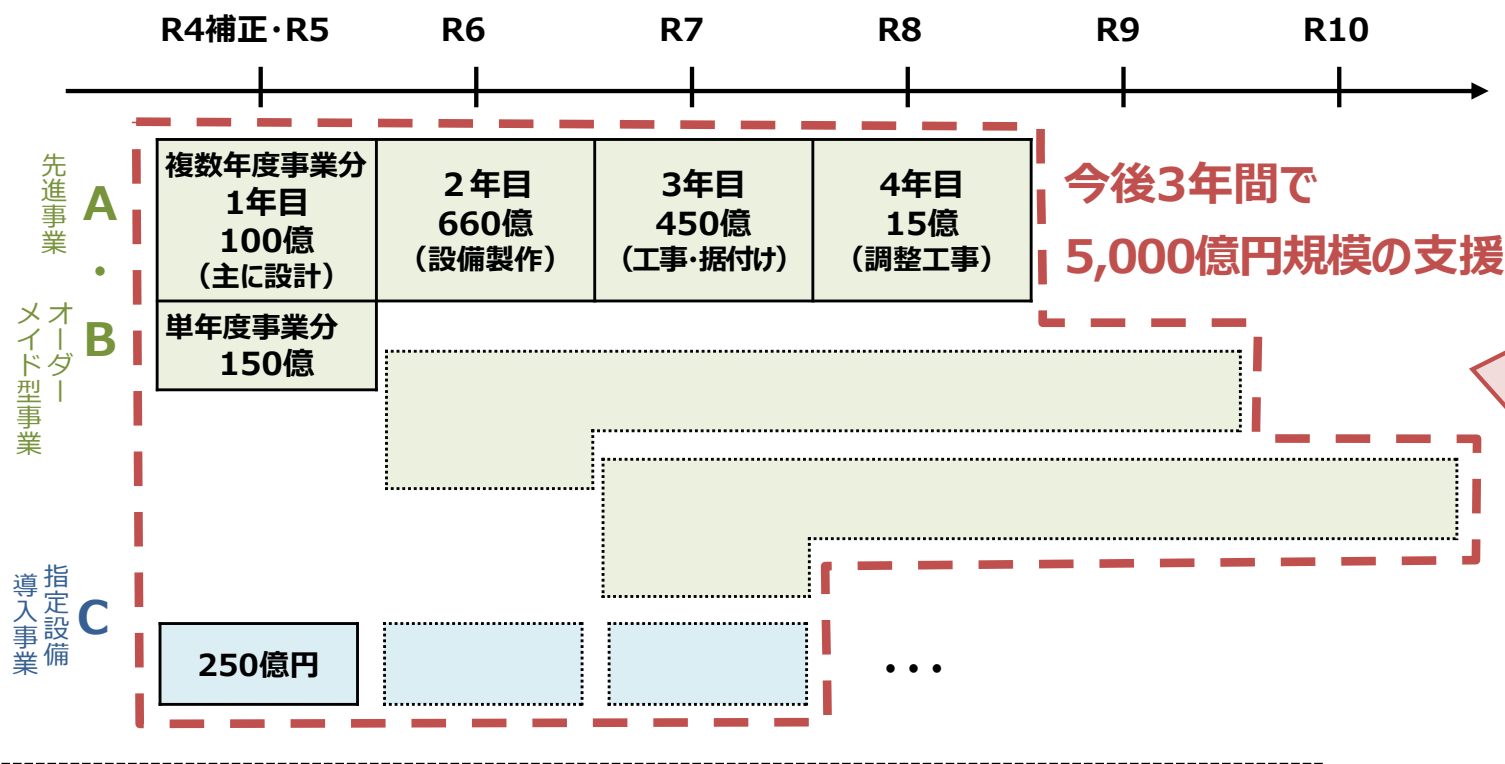 R4補正・R5
R6
R7
R8
R9
R10
先進事業
A
・
オーダー
メイド型事業
B
複数年度事業分
1年目
100億
（主に設計）
２年目
660億
（設備製作）
3年目
450億
（工事・据付け）
4年目
15億
（調整工事）
今後3年間で
5,000億円規模の支援
単年度事業分
150億
指定設備
導入事業
C
250億円
・・・